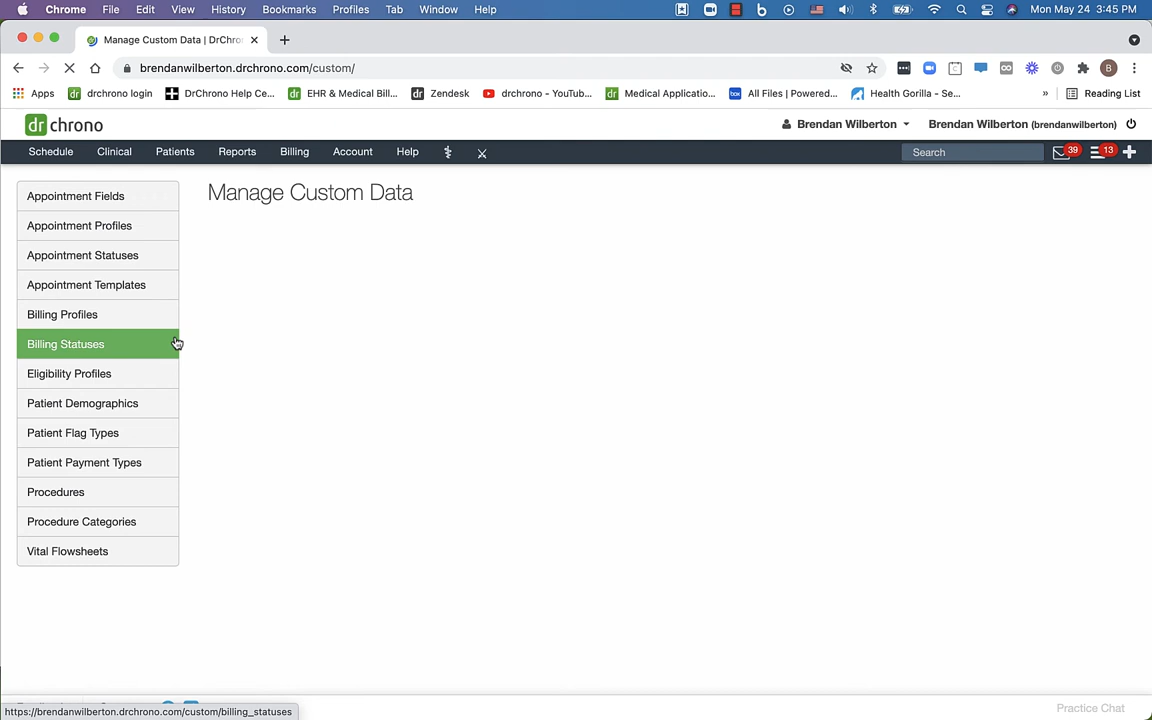 Chrome File Edit View History Bookmarks Profiles Tab Window Help Mon May 24 3:45 PM
Manage Custom Data | DrChro
brendanwilberton.drchrono.com/custom/ B
Apps drchrono login DrChrono Help Ce... EHR & Medical Bill... Zendesk drchrono - YouTub... Medical Applicatio... All Files | Powered... Health Gorilla - Se... » Reading List
dr chrono Brendan Wilberton Brendan Wilberton (brendanwilberton)
Schedule Clinical Patients Reports Billing Account Help Search 39 13
Manage Custom Data
Appointment Fields
Appointment Profiles
Appointment Statuses
Appointment Templates
Billing Profiles
Billing Statuses
Eligibility Profiles
Patient Demographics
Patient Flag Types
Patient Payment Types
Procedures
Procedure Categories
Vital Flowsheets
https://brendanwilberton.drchrono.com/custom/billing_statuses
Practice Chat